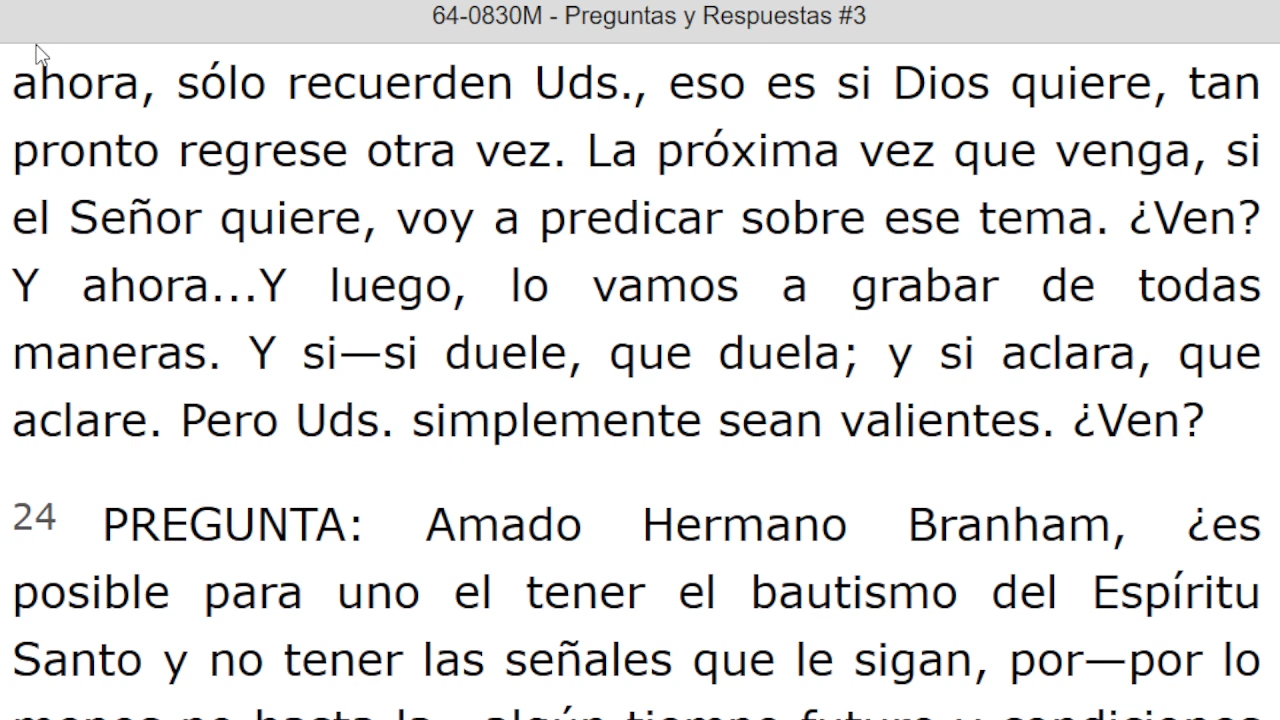 64-0830M - Preguntas y Respuestas #3
ahora, sólo recuerden Uds., eso es si Dios quiere, tan
pronto regrese otra vez. La próxima vez que venga, si
el Señor quiere, voy a predicar sobre ese tema. ¿Ven?
Y ahora...Y luego, lo vamos a grabar de todas
maneras. Y si—si duele, que duela; y si aclara, que
aclare. Pero Uds. simplemente sean valientes. ¿Ven?
24 PREGUNTA: Amado Hermano Branham, ¿es
posible para uno el tener el bautismo del Espíritu
Santo y no tener las señales que le sigan, por—por lo